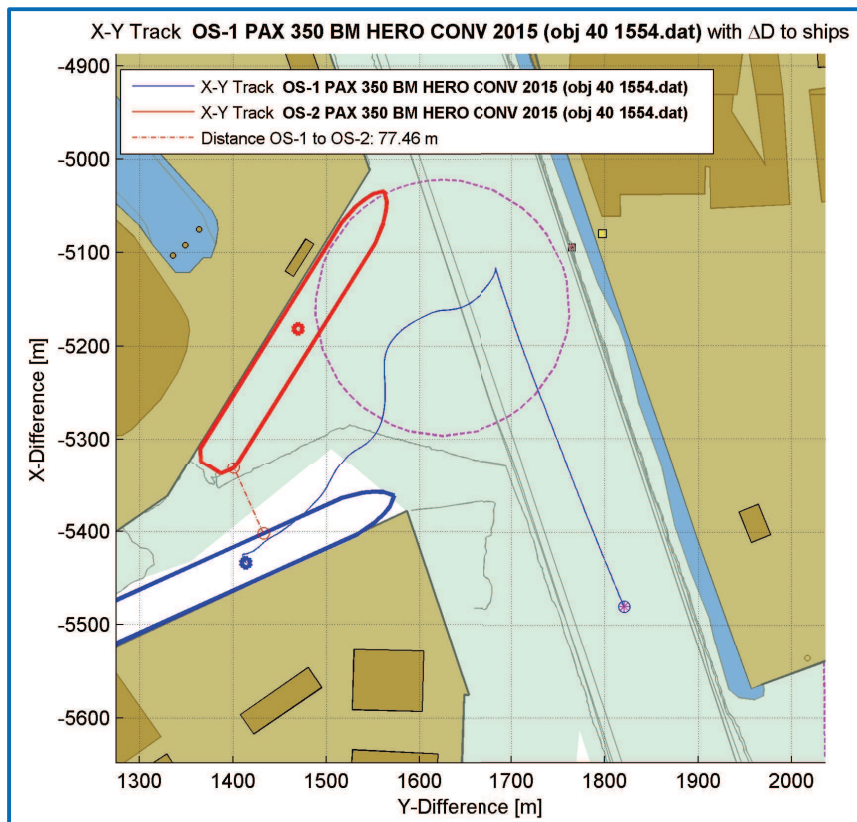 X-Y Track OS-1 PAX 350 BM HERO CONV 2015 (obj 40 1554.dat) with ΔD to ships
X-Y Track OS-1 PAX 350 BM HERO CONV 2015 (obj 40 1554.dat)
X-Y Track OS-2 PAX 350 BM HERO CONV 2015 (obj 40 1554.dat)
Distance OS-1 to OS-2: 77.46 m
X-Difference [m]
-4900
-5000
-5100
-5200
-5300
-5400
-5500
-5600
1300 1400 1500 1600 1700 1800 1900 2000
Y-Difference [m]